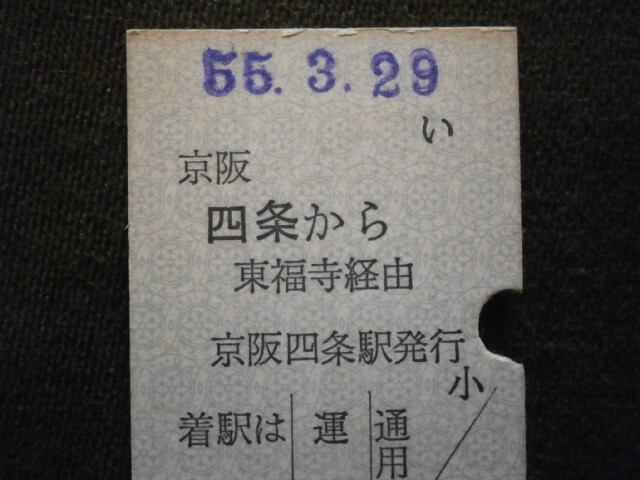 55.3.29
い
京阪
四条から
東福寺経由
京阪四条駅発行
小
着駅は 運 通用